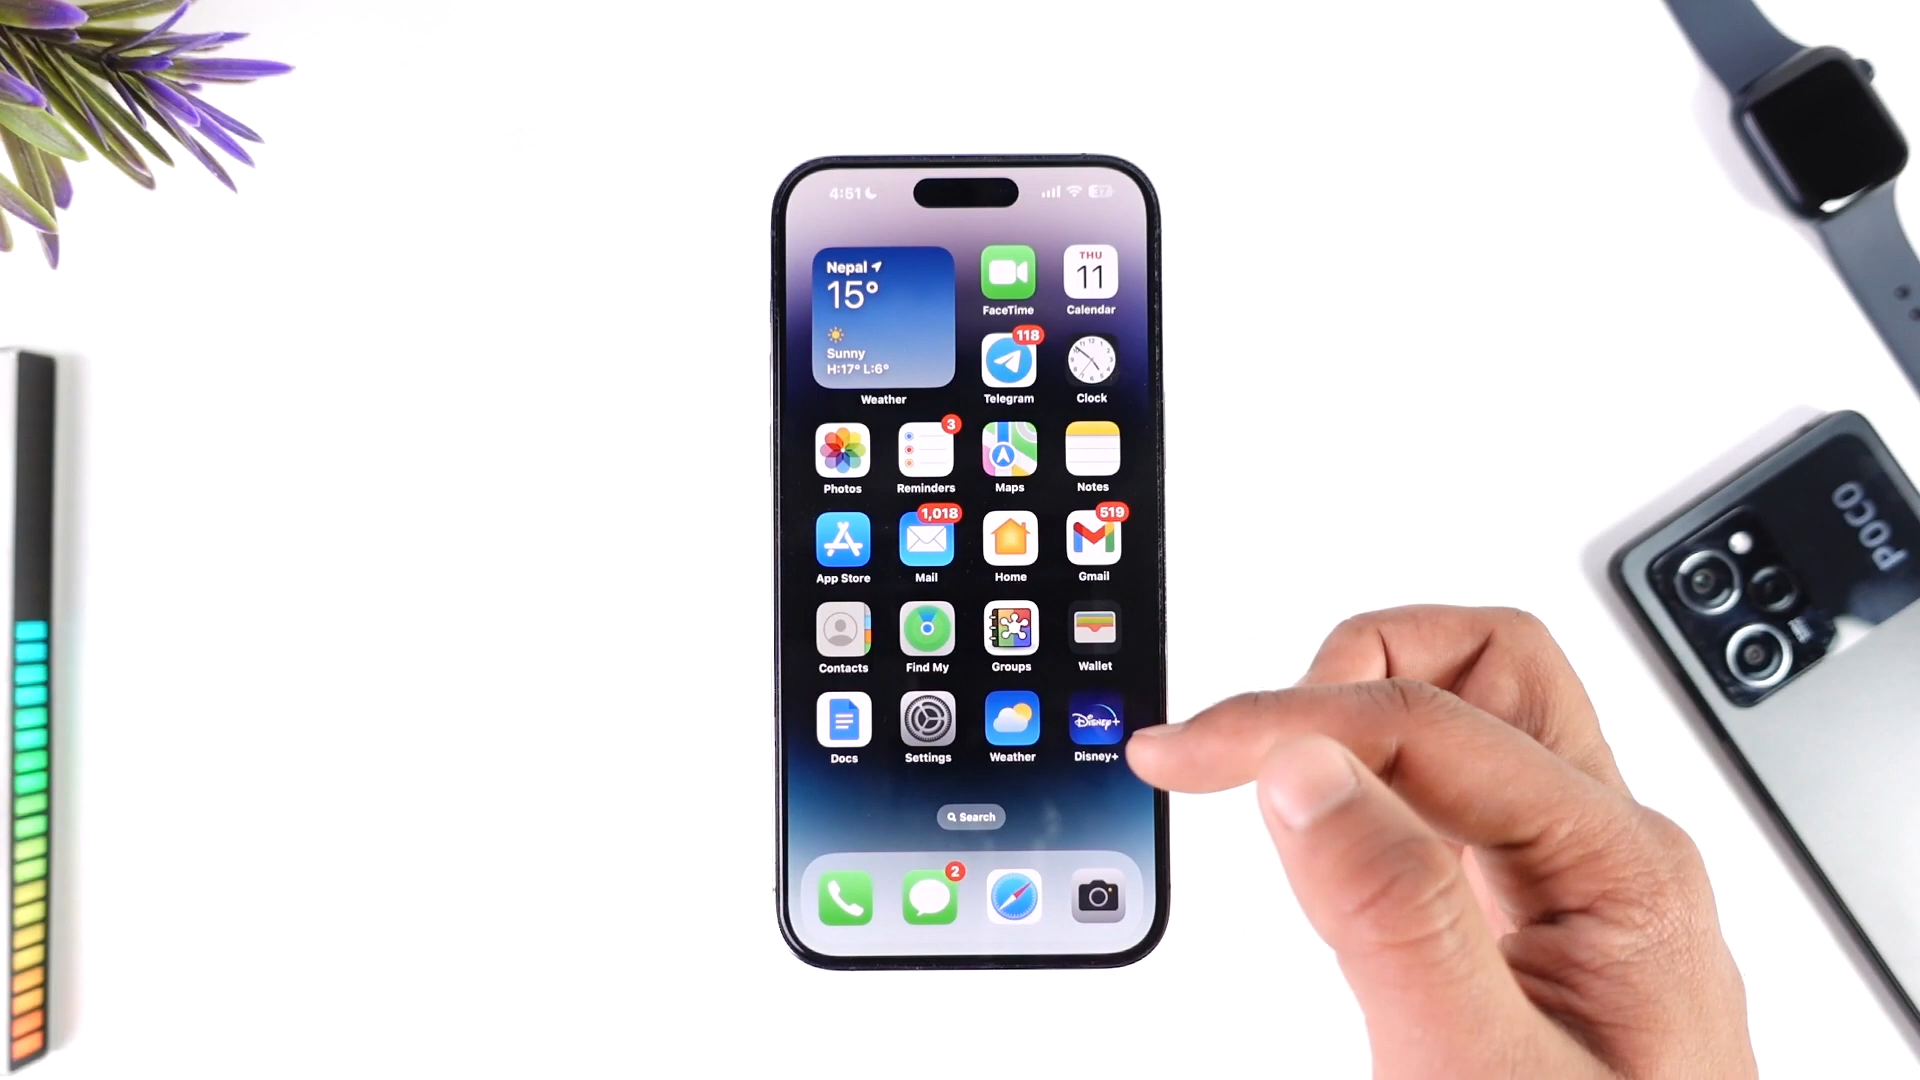 4:51
37
Nepal
15°
Sunny
H:17° L:6°
Weather
FaceTime
THU
11
Calendar
118
Telegram
Clock
Photos
3
Reminders
Maps
Notes
App Store
1,018
Mail
Home
519
Gmail
Contacts
Find My
Groups
Wallet
Docs
Settings
Weather
Disney+
Disney+
Search
2
POCO